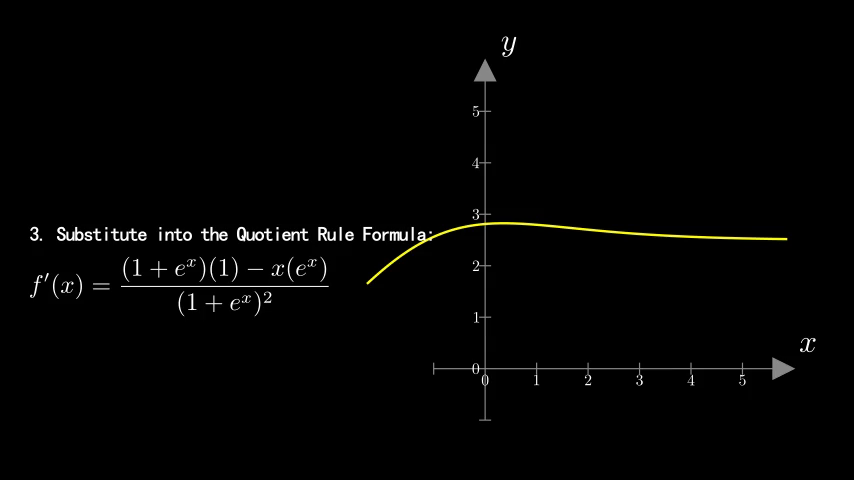 y
5
4
3
3. Substitute into the Quotient Rule Formula:
2
f′(x) = \frac{(1 + e^x)(1) − x(e^x)}{(1 + e^x)^2}
1
x
0
0 1 2 3 4 5